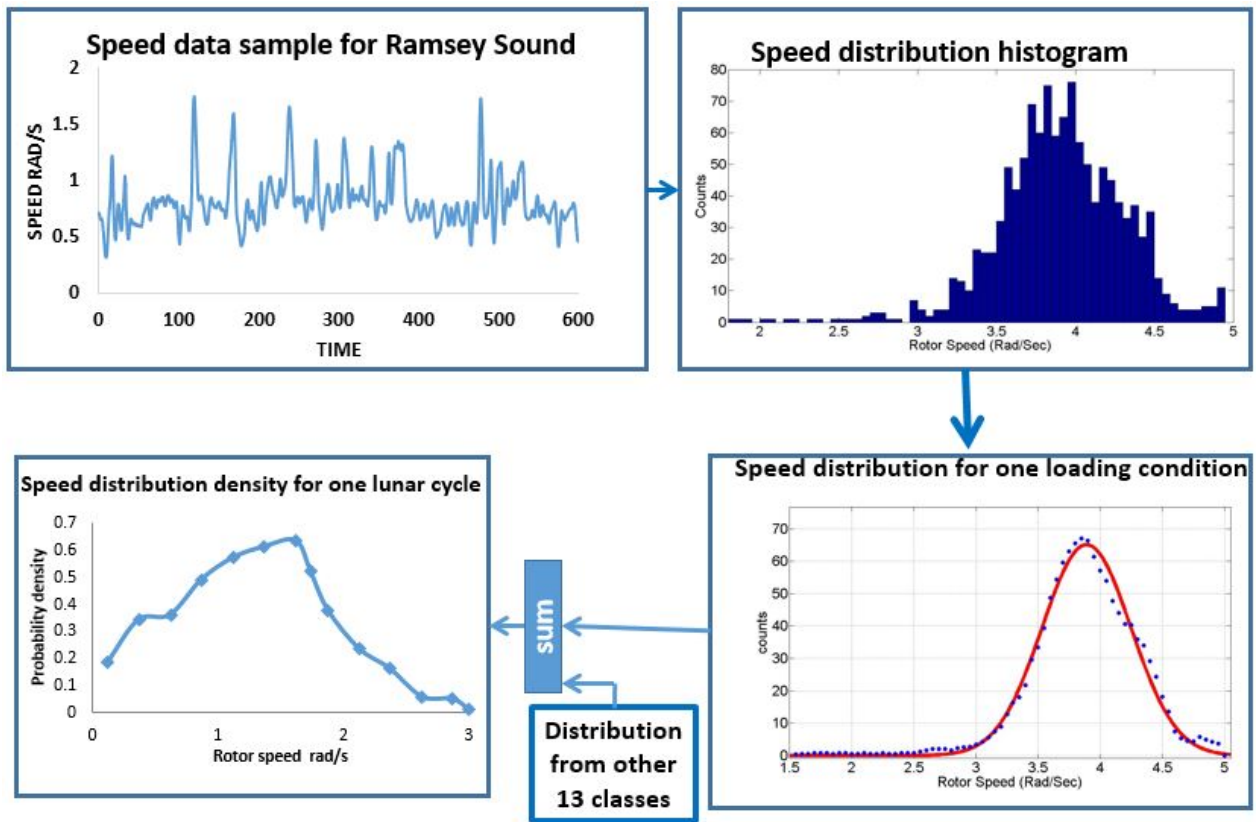 Speed data sample for Ramsey Sound
2
1.5
1
0.5
0
SPEED RAD/S
0 100 200 300 400 500 600
TIME
Speed distribution histogram
80
70
60
50
40
30
20
10
0
Counts
2 2.5 3 3.5 4 4.5 5
Rotor Speed (Rad/Sec)
Speed distribution density for one lunar cycle
0.7
0.6
0.5
0.4
0.3
0.2
0.1
0
Probability density
0 1 2 3
Rotor speed rad/s
sum
Distribution
from other
13 classes
Speed distribution for one loading condition
70
60
50
40
30
20
10
0
counts
1.5 2 2.5 3 3.5 4 4.5 5
Rotor Speed (Rad/Sec)